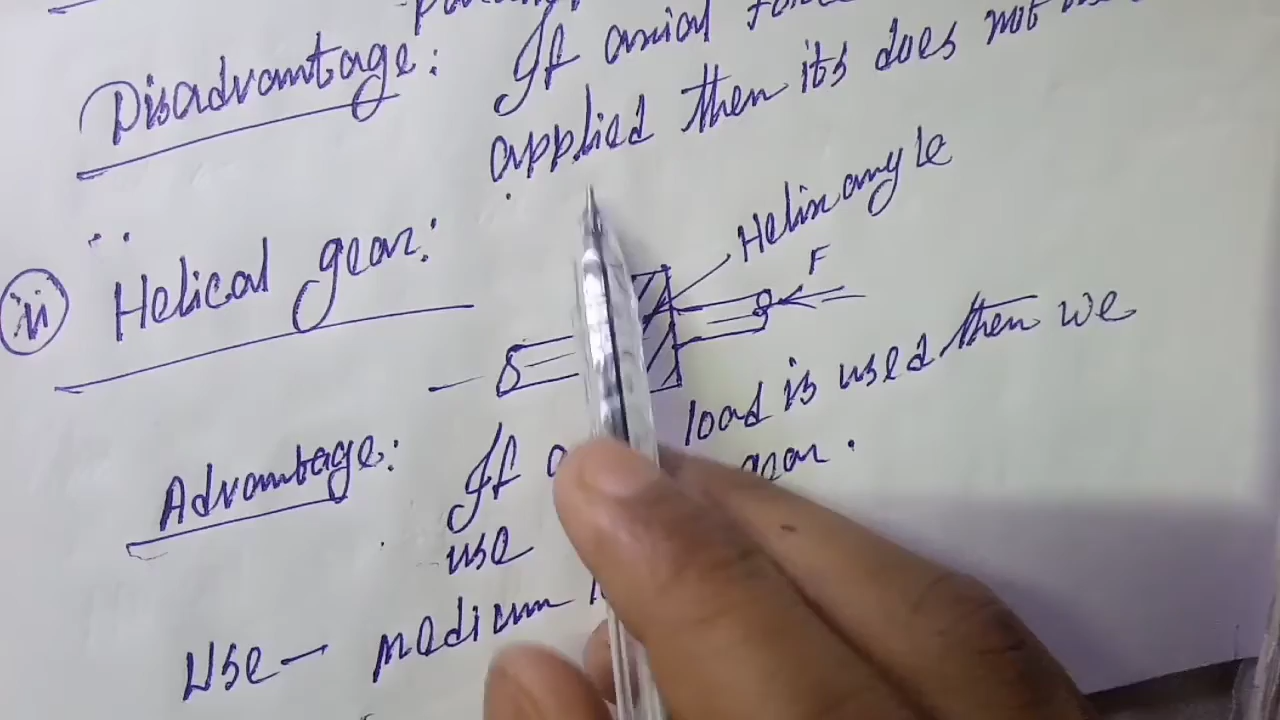 Disadvantage: If axial
applied then its does not
ii Helical gear:
Helix angle
F
Advantage: If load is used then we
use gear.
Use - medium